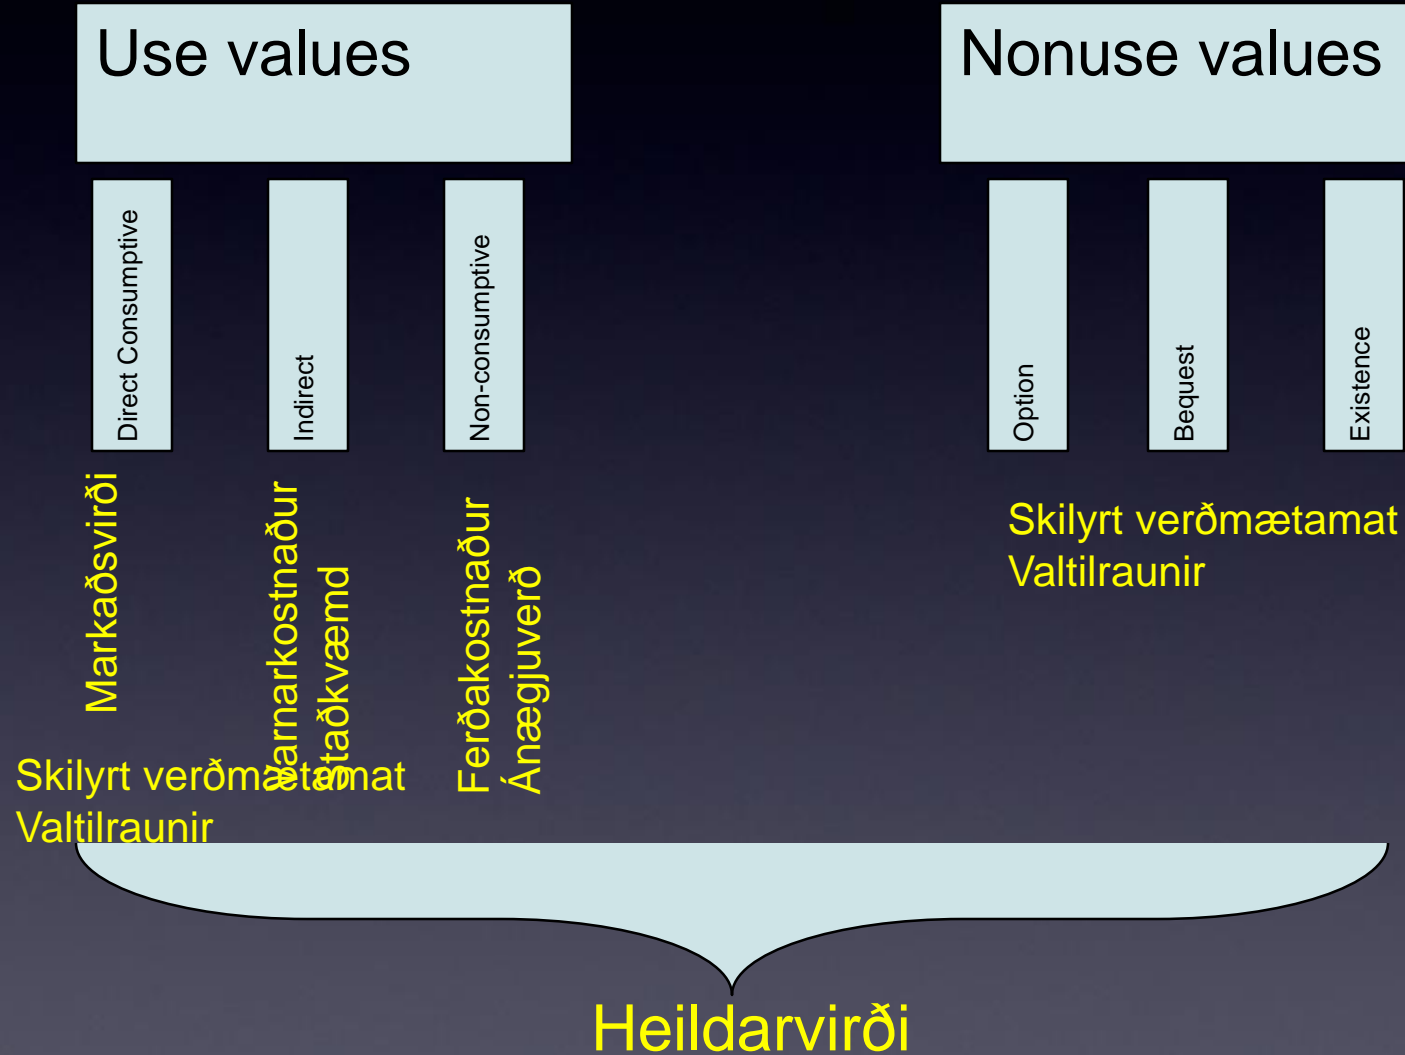 Use values
Nonuse values
Direct Consumptive
Indirect
Non-consumptive
Option
Bequest
Existence
Markaðsvirði
Varnarkostnaður
Staðkvæmd
Ferðakostnaður
Ánægjuverð
Skilyrt verðmætamat
Valtilraunir
Skilyrt verðmætamat
Valtilraunir
Heildarvirði